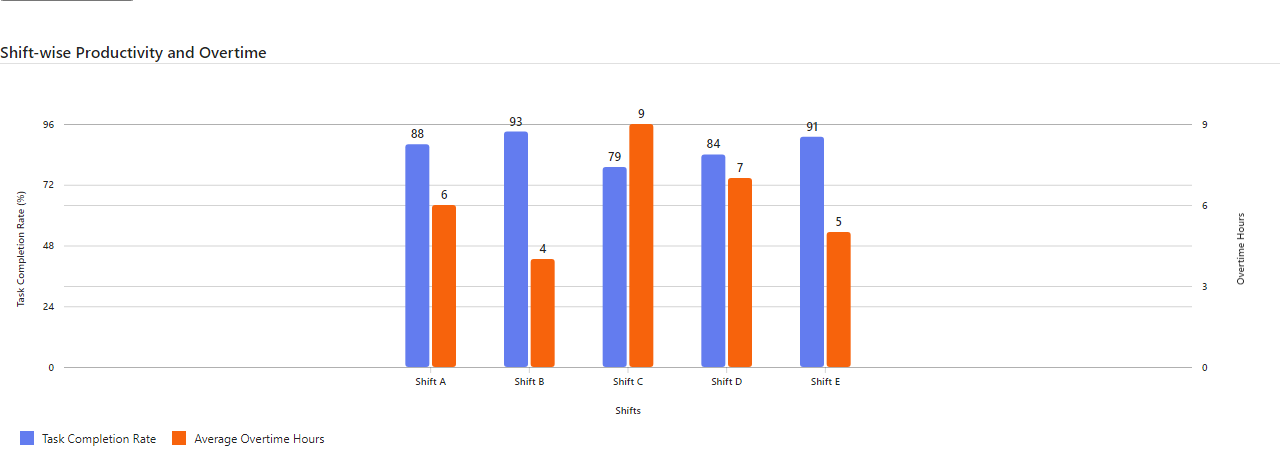 Shift-wise Productivity and Overtime
9
96 93 91 9
88 84
79 7
72
6 6
5
48 4
3
24
0 0
Task Completion Rate (%)
Overtime Hours
Shift A Shift B Shift C Shift D Shift E
Shifts
Task Completion Rate Average Overtime Hours